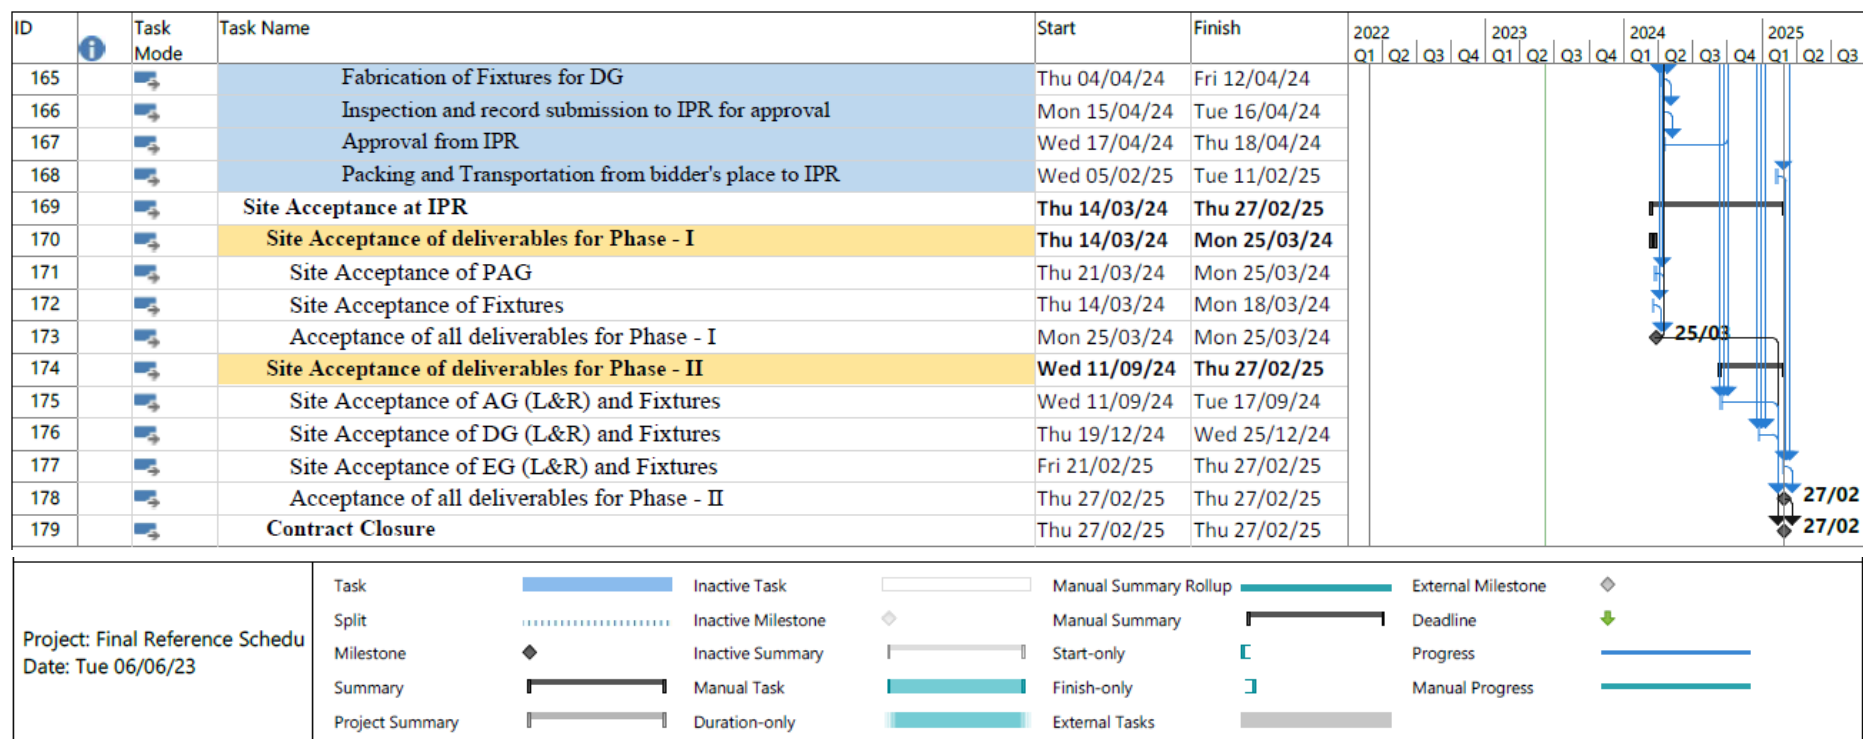 ID Task Mode Task Name Start Finish
2022 2023 2024 2025
Q1 Q2 Q3 Q4 Q1 Q2 Q3 Q4 Q1 Q2 Q3 Q4 Q1 Q2 Q3
165 Fabrication of Fixtures for DG Thu 04/04/24 Fri 12/04/24
166 Inspection and record submission to IPR for approval Mon 15/04/24 Tue 16/04/24
167 Approval from IPR Wed 17/04/24 Thu 18/04/24
168 Packing and Transportation from bidder's place to IPR Wed 05/02/25 Tue 11/02/25
169 Site Acceptance at IPR Thu 14/03/24 Thu 27/02/25
170 Site Acceptance of deliverables for Phase - I Thu 14/03/24 Mon 25/03/24
171 Site Acceptance of PAG Thu 21/03/24 Mon 25/03/24
172 Site Acceptance of Fixtures Thu 14/03/24 Mon 18/03/24
173 Acceptance of all deliverables for Phase - I Mon 25/03/24 Mon 25/03/24 25/03
174 Site Acceptance of deliverables for Phase - II Wed 11/09/24 Thu 27/02/25
175 Site Acceptance of AG (L&R) and Fixtures Wed 11/09/24 Tue 17/09/24
176 Site Acceptance of DG (L&R) and Fixtures Thu 19/12/24 Wed 25/12/24
177 Site Acceptance of EG (L&R) and Fixtures Fri 21/02/25 Thu 27/02/25
178 Acceptance of all deliverables for Phase - II Thu 27/02/25 Thu 27/02/25 27/02
179 Contract Closure Thu 27/02/25 Thu 27/02/25 27/02
Project: Final Reference Schedu
Date: Tue 06/06/23
Task Inactive Task Manual Summary Rollup External Milestone
Split Inactive Milestone Manual Summary Deadline
Milestone Inactive Summary Start-only Progress
Summary Manual Task Finish-only Manual Progress
Project Summary Duration-only External Tasks